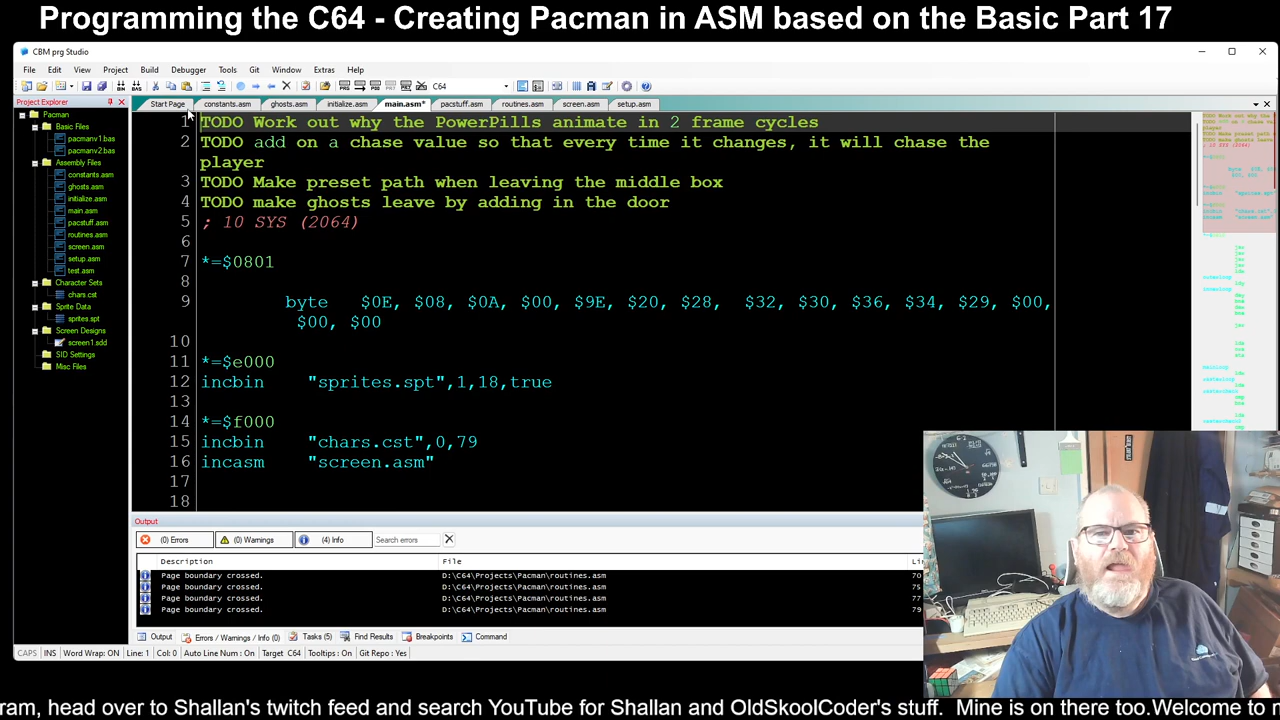 Programming the C64 - Creating Pacman in ASM based on the Basic Part 17
CBM prg Studio
File Edit View Project Build Debugger Tools Git Window Extras Help
C64
Project Explorer
Start Page constants.asm ghosts.asm initialize.asm main.asm* pacstuff.asm routines.asm screen.asm setup.asm
Pacman
Basic Files
pacmanv1.bas
pacmanv2.bas
Assembly Files
constants.asm
ghosts.asm
initialize.asm
main.asm
pacstuff.asm
routines.asm
screen.asm
setup.asm
test.asm
Character Sets
chars.cst
Sprite Data
sprites.spt
Screen Designs
screen1.sdd
SID Settings
Misc Files
1 TODO Work out why the PowerPills animate in 2 frame cycles
2 TODO add on a chase value so that every time it changes, it will chase the
player
3 TODO Make preset path when leaving the middle box
4 TODO make ghosts leave by adding in the door
5 ; 10 SYS (2064)
6
7 *=$0801
8
9 byte $0E, $08, $0A, $00, $9E, $20, $28, $32, $30, $36, $34, $29, $00,
$00, $00
10
11 *=$e000
12 incbin "sprites.spt",1,18,true
13
14 *=$f000
15 incbin "chars.cst",0,79
16 incasm "screen.asm"
17
18
Output
(0) Errors (0) Warnings (4) Info Search errors
Description File
Page boundary crossed. D:\C64\Projects\Pacman\routines.asm 70
Page boundary crossed. D:\C64\Projects\Pacman\routines.asm 75
Page boundary crossed. D:\C64\Projects\Pacman\routines.asm 77
Page boundary crossed. D:\C64\Projects\Pacman\routines.asm 79
Output Errors / Warnings / Info (0) Tasks (5) Find Results Breakpoints Command
CAPS INS Word Wrap: ON Line: 1 Col: 0 Auto Line Num : On Target C64 Tooltips : On Git Repo : Yes
ram, head over to Shallan's twitch feed and search YouTube for Shallan and OldSkoolCoder's stuff. Mine is on there too.Welcome to